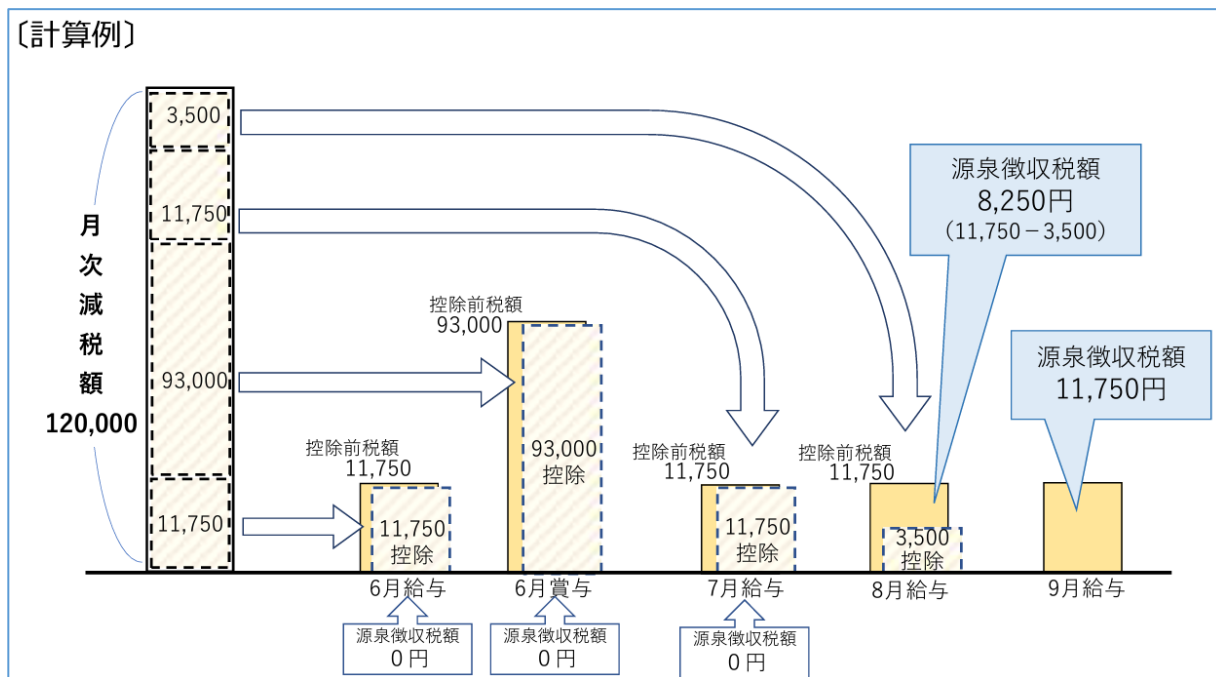 〔計算例〕
3,500
11,750
93,000
11,750
月次減税額
120,000
控除前税額
11,750
11,750
控除
6月給与
源泉徴収税額
0円
控除前税額
93,000
93,000
控除
6月賞与
源泉徴収税額
0円
控除前税額
11,750
11,750
控除
7月給与
源泉徴収税額
0円
控除前税額
11,750
3,500
控除
8月給与
源泉徴収税額
8,250円
（11,750－3,500）
源泉徴収税額
11,750円
9月給与